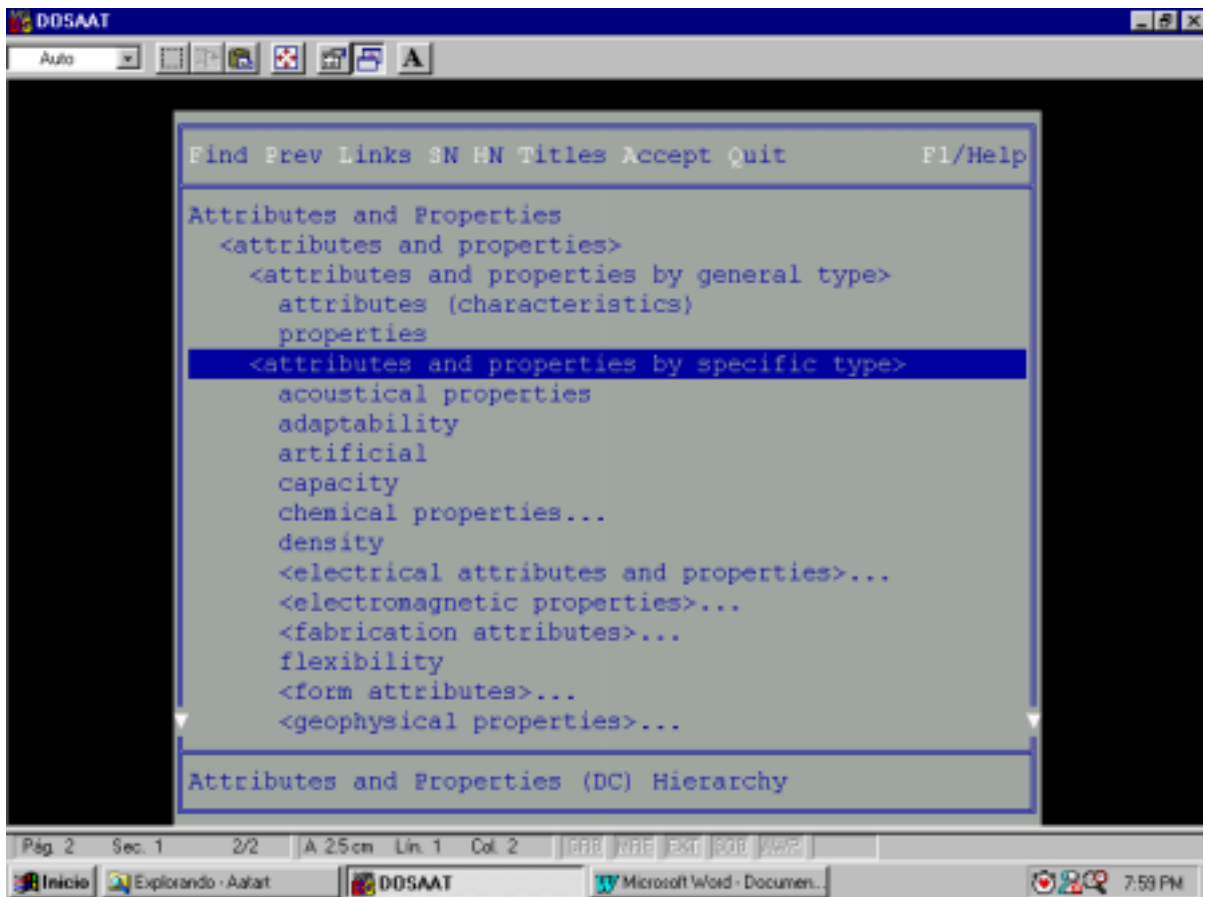 DOSAAT
Auto
A
Find Prev Links SN HN Titles Accept Quit F1/Help
Attributes and Properties
<attributes and properties>
<attributes and properties by general type>
attributes (characteristics)
properties
<attributes and properties by specific type>
acoustical properties
adaptability
artificial
capacity
chemical properties...
density
<electrical attributes and properties>...
<electromagnetic properties>...
<fabrication attributes>...
flexibility
<form attributes>...
<geophysical properties>...
Attributes and Properties (DC) Hierarchy
Pág. 2 Sec. 1 2/2 A 2.5cm Lín. 1 Col. 2 EXT
Inicio Explorando - Aatart DOSAAT Microsoft Word - Documen... 7:59 PM